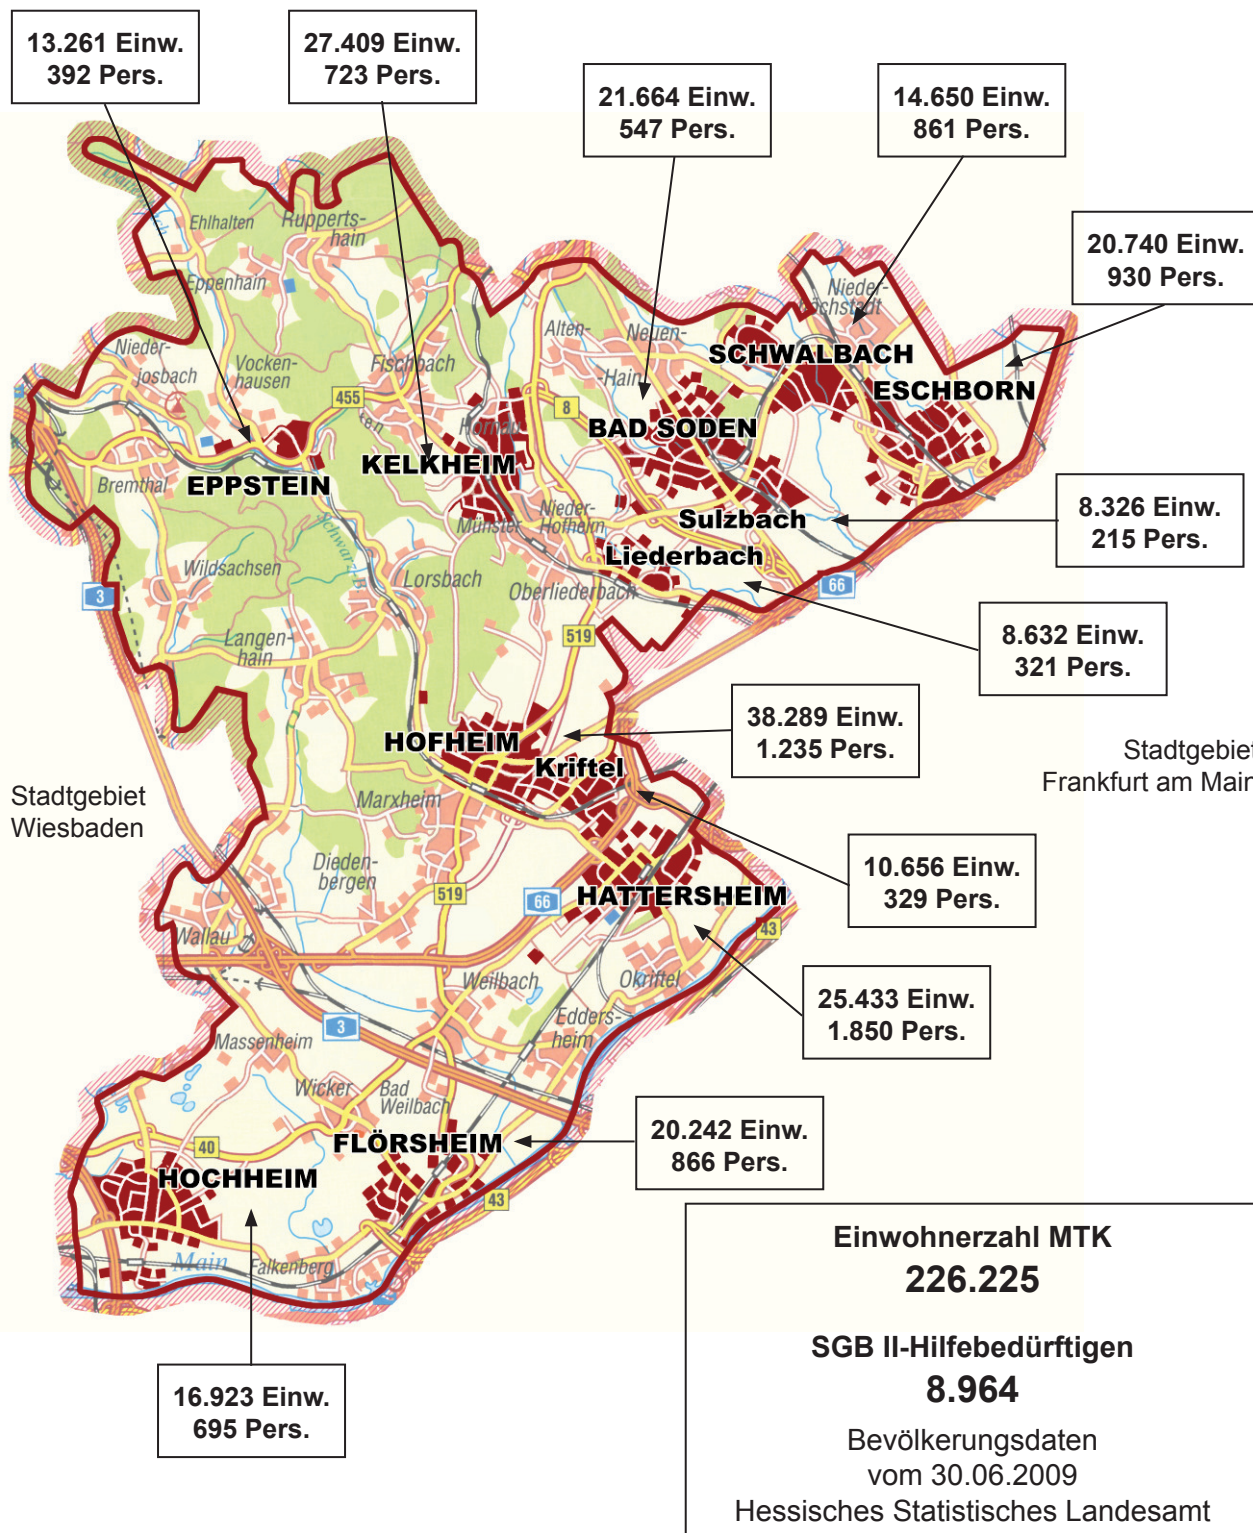 13.261 Einw.
392 Pers.
27.409 Einw.
723 Pers.
21.664 Einw.
547 Pers.
14.650 Einw.
861 Pers.
20.740 Einw.
930 Pers.
Ehlhalten
Rupperts-
hain
Eppenhain
Nieder-
höchstadt
Alten-
Neuen-
-Hain
SCHWALBACH
ESCHBORN
Nieder-
josbach
Vocken-
hausen
Fischbach
455
8
BAD SODEN
Hornau
KELKHEIM
EPPSTEIN
Bremthal
Münster
Nieder-
Hofheim
Sulzbach
8.326 Einw.
215 Pers.
Liederbach
Schwarz-B.
Wildsachsen
Lorsbach
Oberliederbach
66
3
519
Langen-
hain
8.632 Einw.
321 Pers.
38.289 Einw.
1.235 Pers.
HOFHEIM
Kriftel
Stadtgebiet
Frankfurt am Main
Stadtgebiet
Wiesbaden
Marxheim
Dieden-
bergen
10.656 Einw.
329 Pers.
519
66
HATTERSHEIM
43
Wallau
Weilbach
Okriftel
25.433 Einw.
1.850 Pers.
Edders-
heim
3
Massenheim
Wicker
Bad
Weilbach
20.242 Einw.
866 Pers.
40
FLÖRSHEIM
HOCHHEIM
43
Main
Falkenberg
16.923 Einw.
695 Pers.
Einwohnerzahl MTK
226.225
SGB II-Hilfebedürftigen
8.964
Bevölkerungsdaten
vom 30.06.2009
Hessisches Statistisches Landesamt